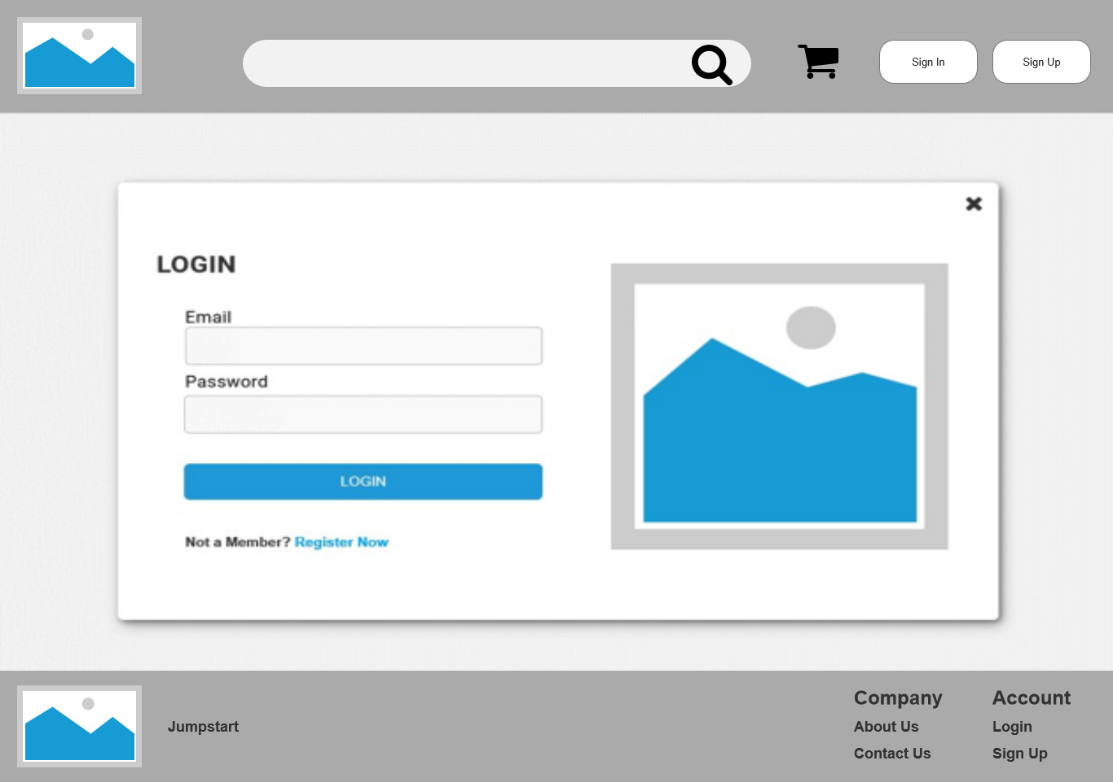 Sign In
Sign Up
LOGIN
Email
Password
LOGIN
Not a Member? Register Now
Jumpstart
Company
About Us
Contact Us
Account
Login
Sign Up